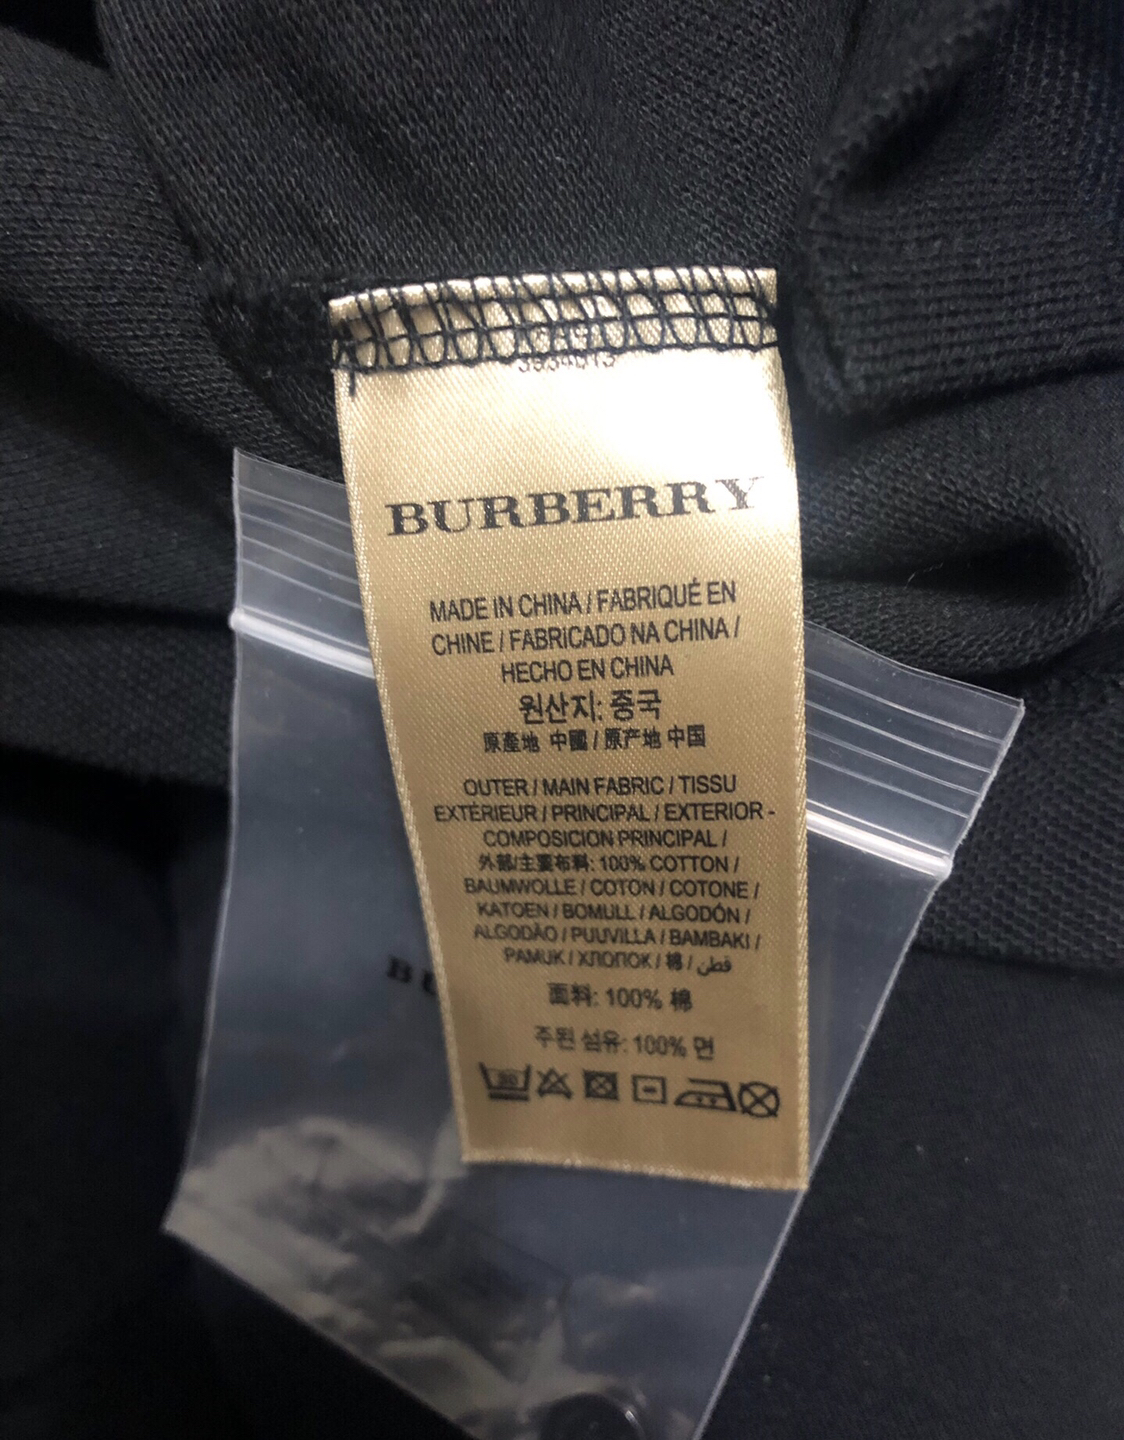 BURBERRY
MADE IN CHINA / FABRIQUÉ EN
CHINE / FABRICADO NA CHINA /
HECHO EN CHINA
원산지: 중국
原產地 中國 / 原产地 中国
OUTER / MAIN FABRIC / TISSU
EXTÉRIEUR / PRINCIPAL / EXTERIOR -
COMPOSICION PRINCIPAL /
外部/主要布料: 100% COTTON /
BAUMWOLLE / COTON / COTONE /
KATOEN / BOMULL / ALGODÓN /
ALGODÃO / PUUVILLA / BAMBAKI /
PAMUK / ХЛОПОК / 棉 / قطن
面料: 100% 棉
주원 섬유: 100% 면
30
BU